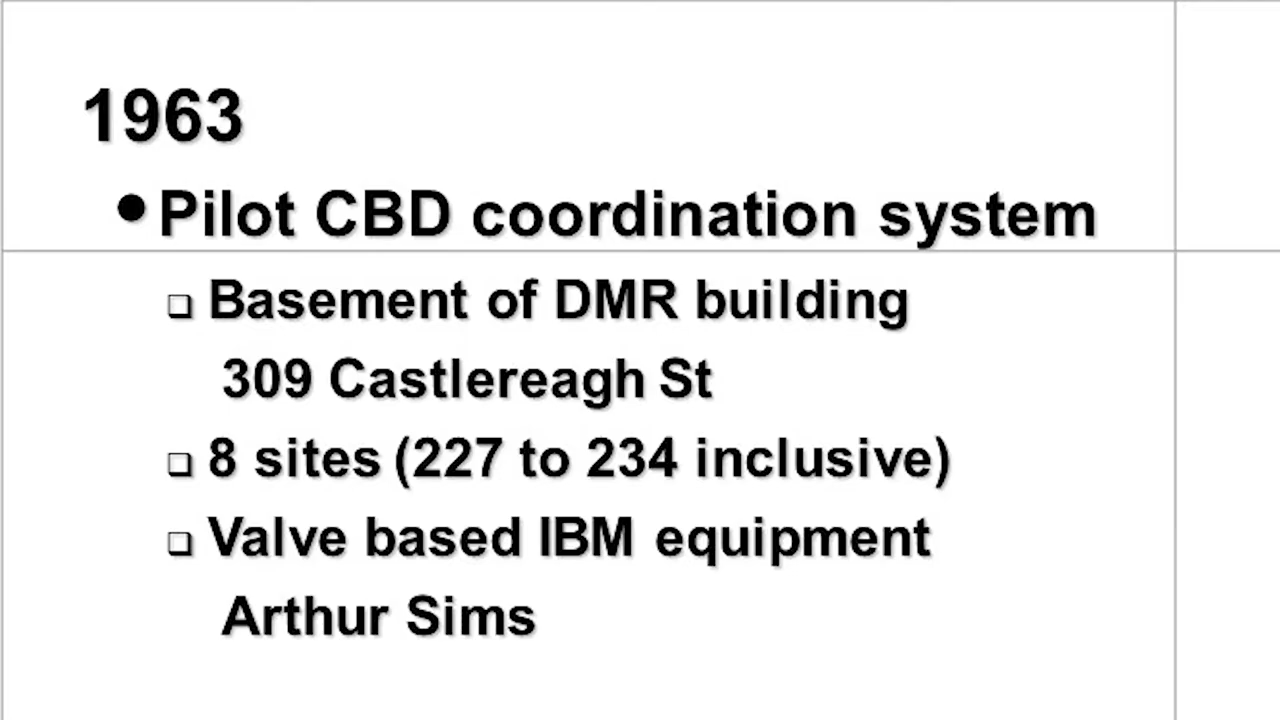 1963
● Pilot CBD coordination system
❑ Basement of DMR building
309 Castlereagh St
❑ 8 sites (227 to 234 inclusive)
❑ Valve based IBM equipment
Arthur Sims